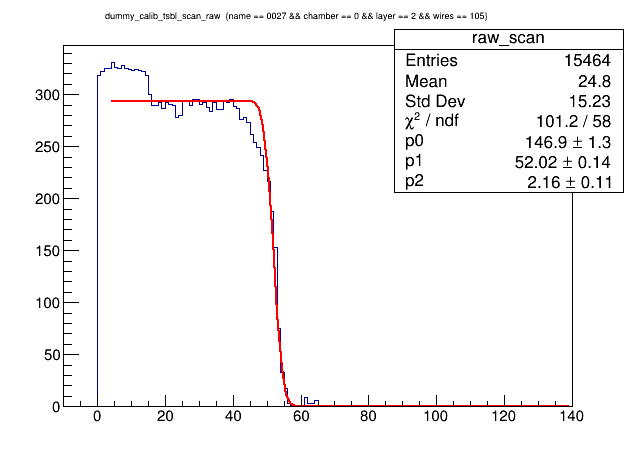 dummy_calib_tsbl_scan_raw (name == 0027 && chamber == 0 && layer == 2 && wires == 105)
raw_scan
Entries 15464
Mean 24.8
Std Dev 15.23
χ² / ndf 101.2 / 58
p0 146.9 ± 1.3
p1 52.02 ± 0.14
p2 2.16 ± 0.11
300
250
200
150
100
50
0
0 20 40 60 80 100 120 140